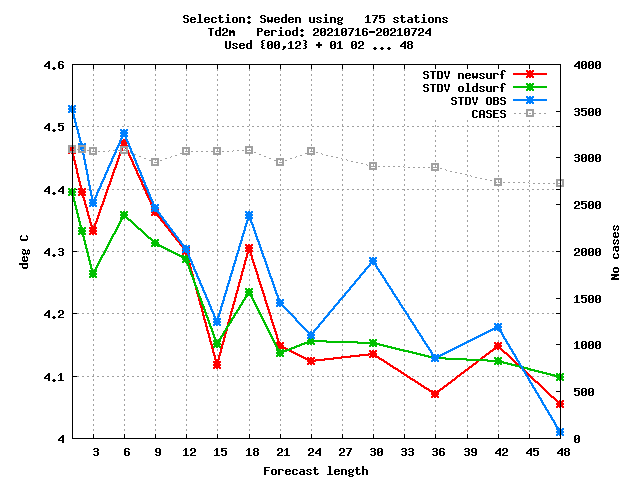 Selection: Sweden using   175 stations
Td2m   Period: 20210716-20210724
Used {00,12} + 01 02 ... 48
STDV newsurf
STDV oldsurf
STDV OBS
CASES
4.6
4.5
4.4
4.3
4.2
4.1
4
deg C
4000
3500
3000
2500
2000
1500
1000
500
0
No cases
3 6 9 12 15 18 21 24 27 30 33 36 39 42 45 48
Forecast length